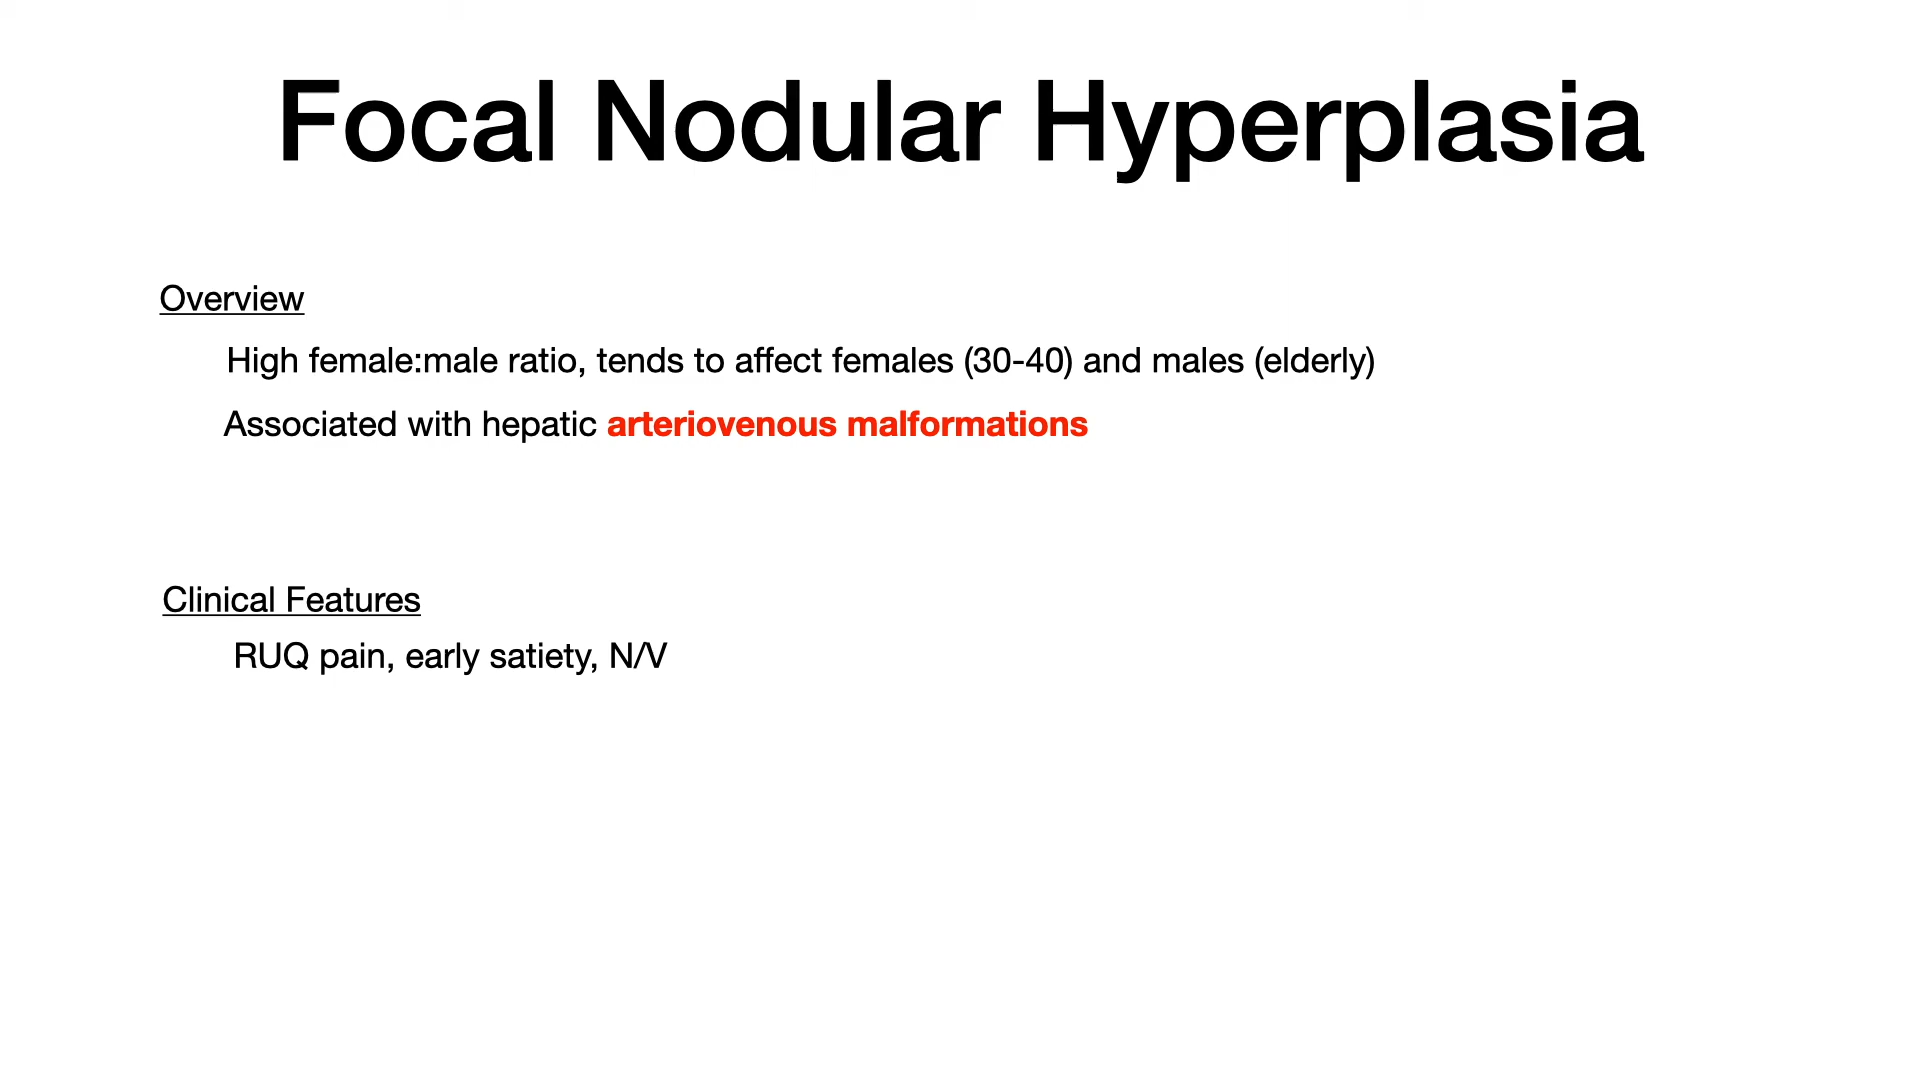 Focal Nodular Hyperplasia
Overview
High female:male ratio, tends to affect females (30-40) and males (elderly)
Associated with hepatic arteriovenous malformations
Clinical Features
RUQ pain, early satiety, N/V